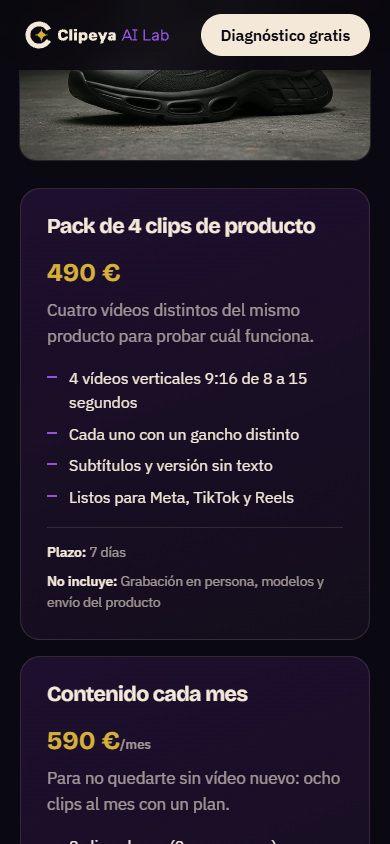 Clipeya AI Lab
Diagnóstico gratis
Pack de 4 clips de producto
490 €
Cuatro vídeos distintos del mismo
producto para probar cuál funciona.
4 vídeos verticales 9:16 de 8 a 15
segundos
Cada uno con un gancho distinto
Subtítulos y versión sin texto
Listos para Meta, TikTok y Reels
Plazo: 7 días
No incluye: Grabación en persona, modelos y
envío del producto
Contenido cada mes
590 €/mes
Para no quedarte sin vídeo nuevo: ocho
clips al mes con un plan.